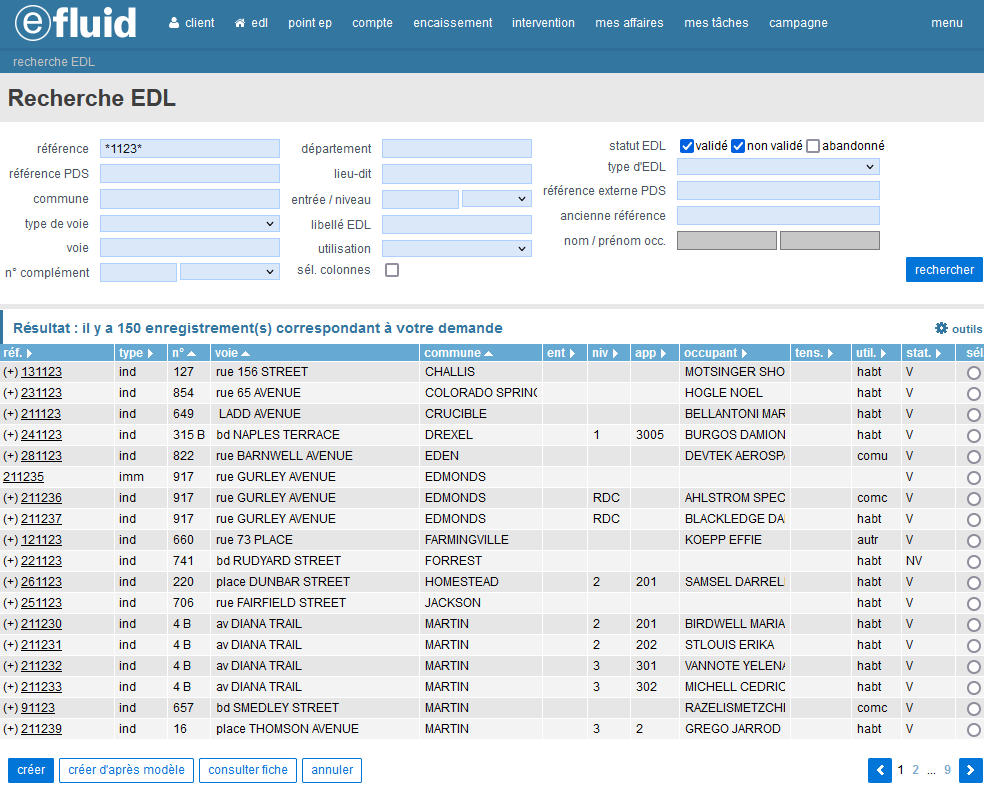 efluid client edl point ep compte encaissement intervention mes affaires mes tâches campagne menu
recherche EDL
Recherche EDL
référence *1123* département statut EDL validé non validé abandonné
référence PDS lieu-dit type d'EDL
commune entrée / niveau référence externe PDS
type de voie libellé EDL ancienne référence
voie utilisation nom / prénom occ.
n° complément sél. colonnes rechercher
Résultat : il y a 150 enregistrement(s) correspondant à votre demande outils
réf. type n° voie commune ent niv app occupant tens. util. stat. sél
(+) 131123 ind 127 rue 156 STREET CHALLIS MOTSINGER SHO habt V
(+) 231123 ind 854 rue 65 AVENUE COLORADO SPRING HOGLE NOEL habt V
(+) 211123 ind 649 LADD AVENUE CRUCIBLE BELLANTONI MAR habt V
(+) 241123 ind 315 B bd NAPLES TERRACE DREXEL 1 3005 BURGOS DAMION habt V
(+) 281123 ind 822 rue BARNWELL AVENUE EDEN DEVTEK AEROSPA comu V
211235 imm 917 rue GURLEY AVENUE EDMONDS V
(+) 211236 ind 917 rue GURLEY AVENUE EDMONDS RDC AHLSTROM SPEC comc V
(+) 211237 ind 917 rue GURLEY AVENUE EDMONDS RDC BLACKLEDGE DA habt V
(+) 121123 ind 660 rue 73 PLACE FARMINGVILLE KOEPP EFFIE autr V
(+) 221123 ind 741 bd RUDYARD STREET FORREST habt NV
(+) 261123 ind 220 place DUNBAR STREET HOMESTEAD 2 201 SAMSEL DARREL habt V
(+) 251123 ind 706 rue FAIRFIELD STREET JACKSON habt V
(+) 211230 ind 4 B av DIANA TRAIL MARTIN 2 201 BIRDWELL MARIA habt V
(+) 211231 ind 4 B av DIANA TRAIL MARTIN 2 202 STLOUIS ERIKA habt V
(+) 211232 ind 4 B av DIANA TRAIL MARTIN 3 301 VANNOTE YELENA habt V
(+) 211233 ind 4 B av DIANA TRAIL MARTIN 3 302 MICHELL CEDRIC habt V
(+) 91123 ind 657 bd SMEDLEY STREET MARTIN RAZELISMETZCHI comc V
(+) 211239 ind 16 place THOMSON AVENUE MARTIN 3 2 GREGO JARROD habt V
créer créer d'après modèle consulter fiche annuler 1 2 ... 9